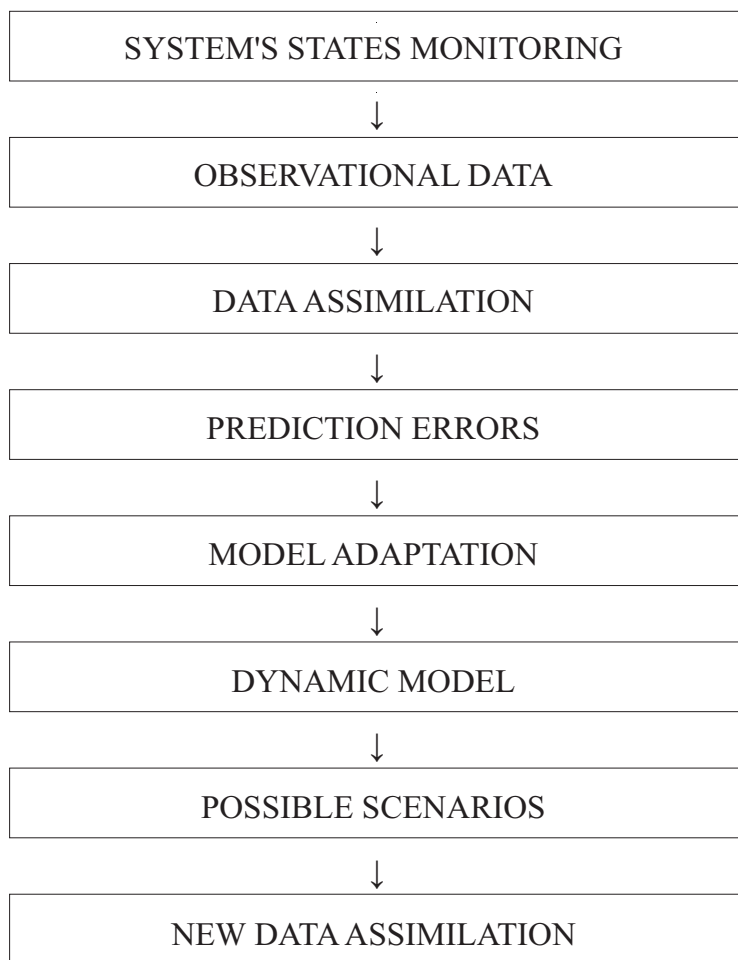 SYSTEM'S STATES MONITORING
↓
OBSERVATIONAL DATA
↓
DATA ASSIMILATION
↓
PREDICTION ERRORS
↓
MODEL ADAPTATION
↓
DYNAMIC MODEL
↓
POSSIBLE SCENARIOS
↓
NEW DATA ASSIMILATION